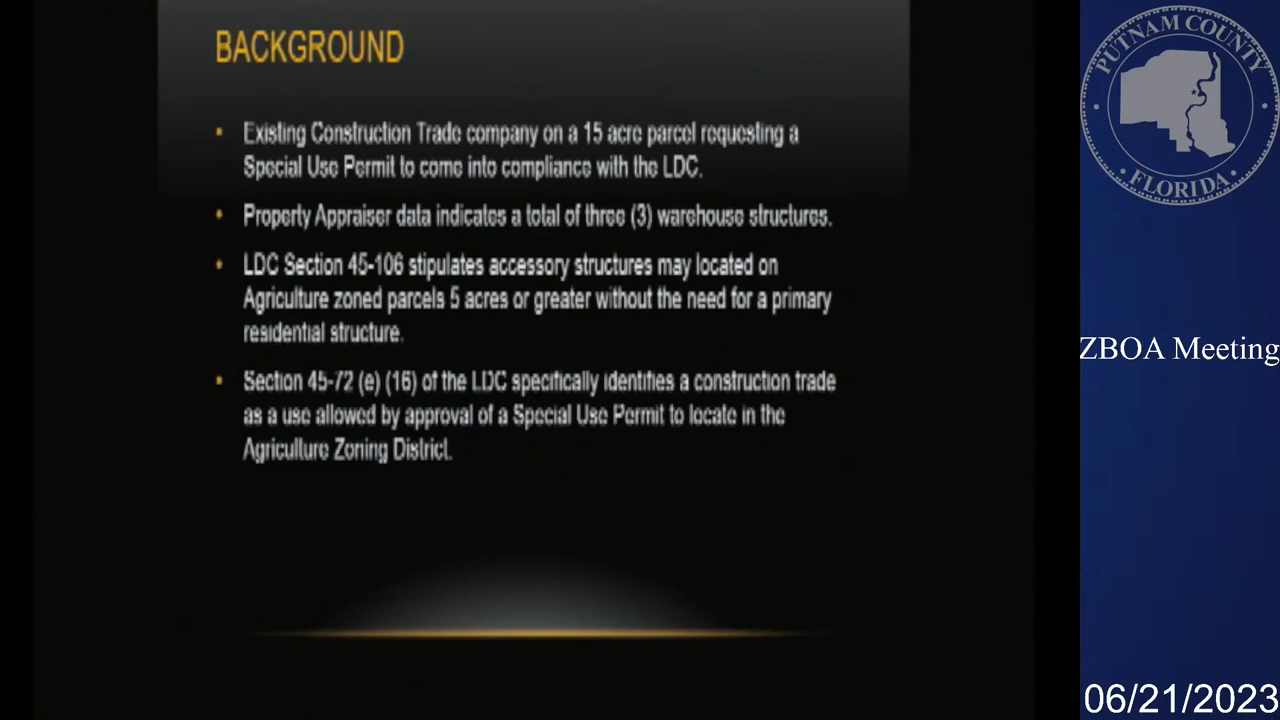 BACKGROUND
• Existing Construction Trade company on a 15 acre parcel requesting a
Special Use Permit to come into compliance with the LDC.
• Property Appraiser data indicates a total of three (3) warehouse structures.
• LDC Section 45-106 stipulates accessory structures may located on
Agriculture zoned parcels 5 acres or greater without the need for a primary
residential structure.
• Section 45-72 (e) (16) of the LDC specifically identifies a construction trade
as a use allowed by approval of a Special Use Permit to locate in the
Agriculture Zoning District.
PUTNAM COUNTY
• FLORIDA •
ZBOA Meeting
06/21/2023